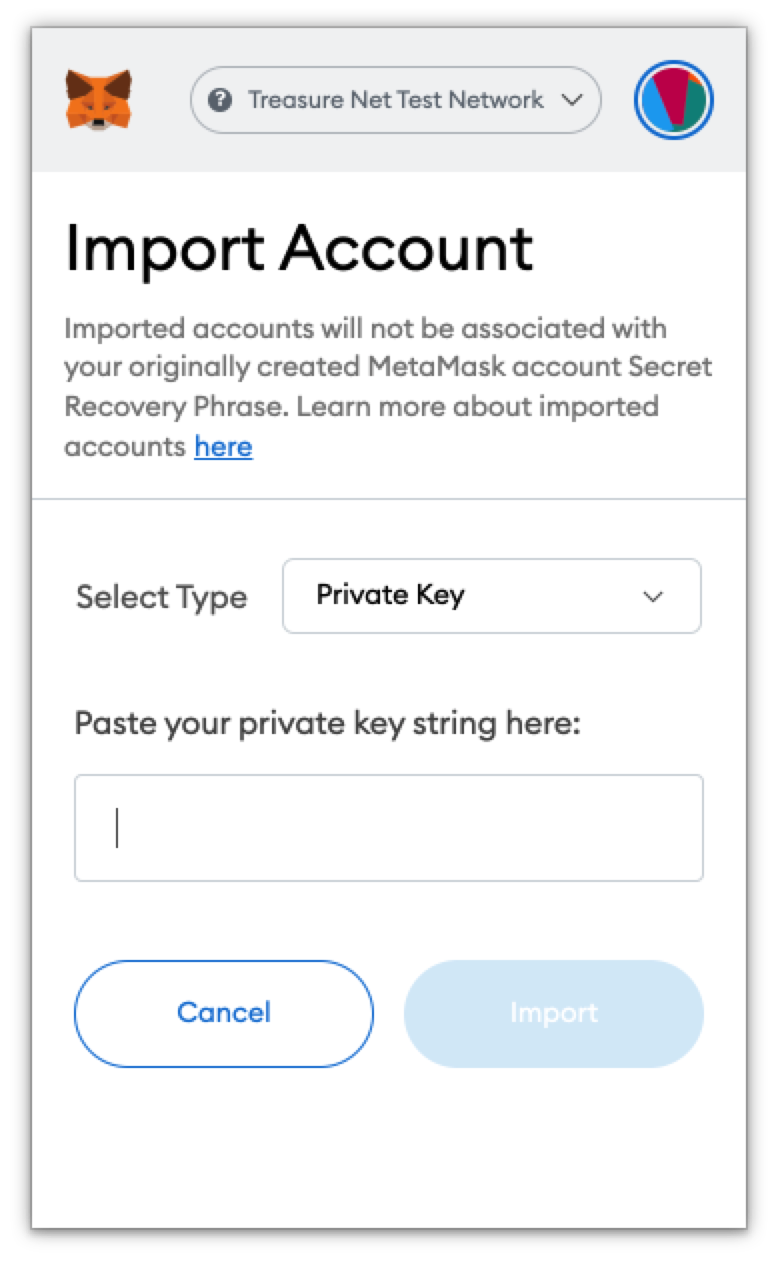 Treasure Net Test Network
Import Account
Imported accounts will not be associated with
your originally created MetaMask account Secret
Recovery Phrase. Learn more about imported
accounts here
Select Type
Private Key
Paste your private key string here:
Cancel
Import